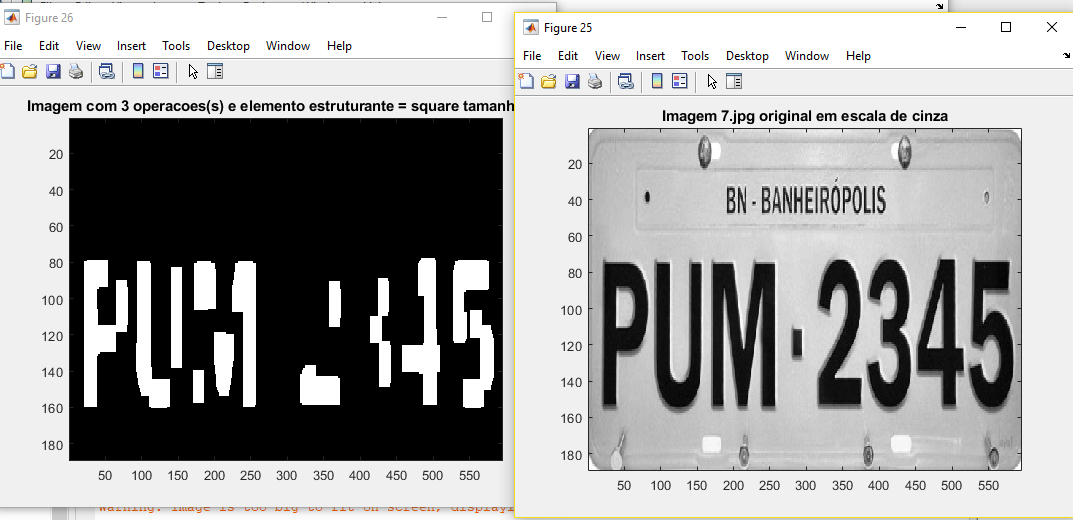 Figure 26
File Edit View Insert Tools Desktop Window Help
Imagem com 3 operacoes(s) e elemento estruturante = square tamanh
20
40
60
80
100
120
140
160
180
50 100 150 200 250 300 350 400 450 500 550
Figure 25
File Edit View Insert Tools Desktop Window Help
Imagem 7.jpg original em escala de cinza
20
40
60
80
100
120
140
160
180
BN - BANHEIRÓPOLIS
PUM·2345
50 100 150 200 250 300 350 400 450 500 550
Warning: Image is too big to fit on screen; displayi